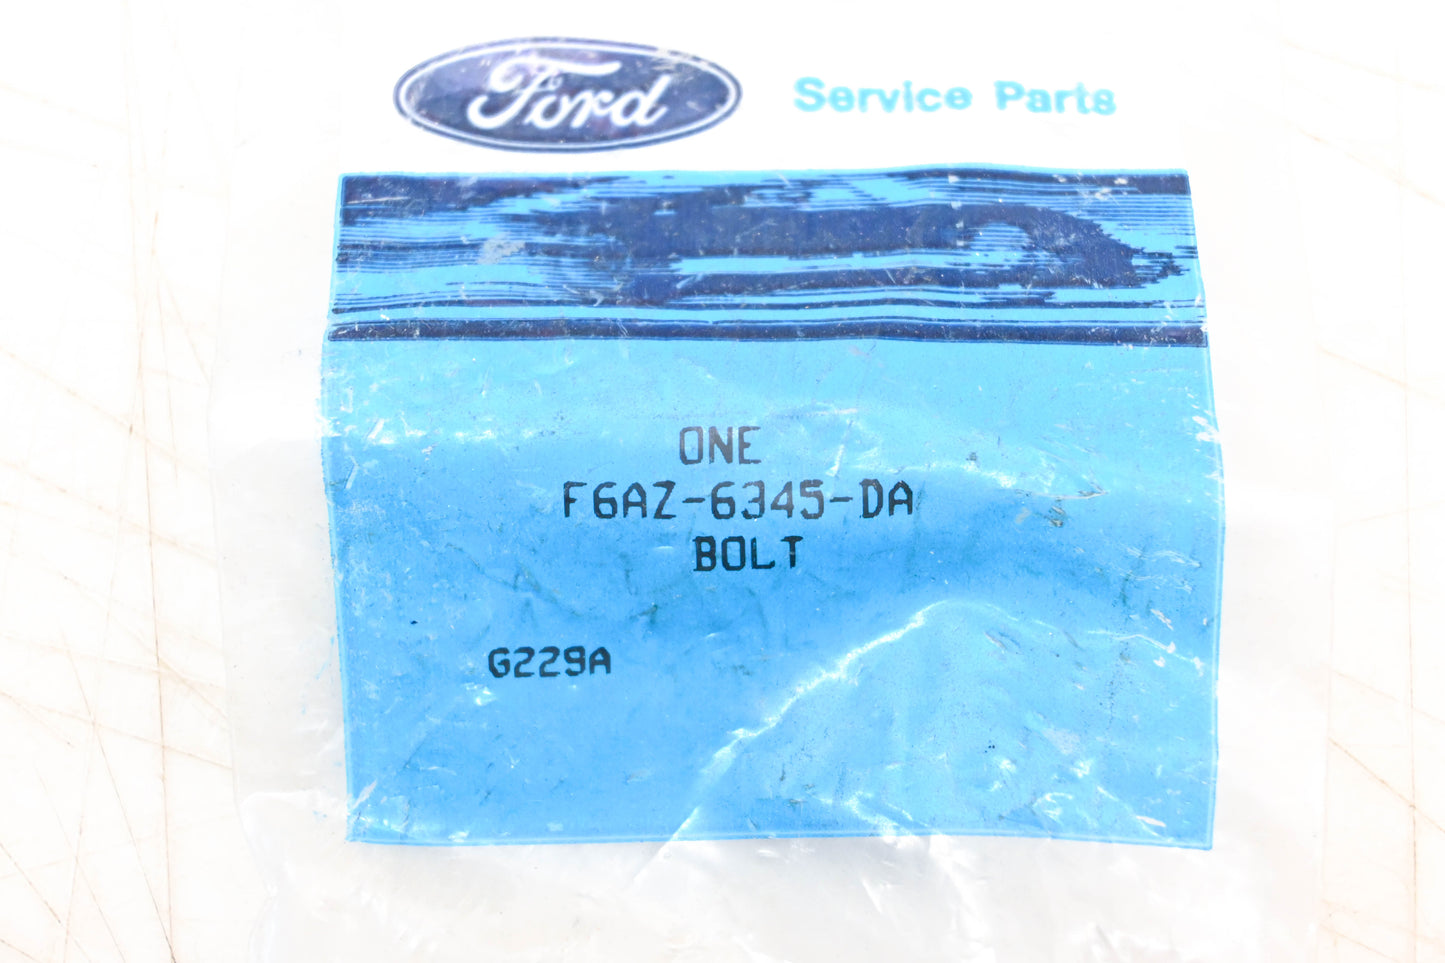 Ford Service Parts
ONE
F6AZ-6345-DA
BOLT
G229A